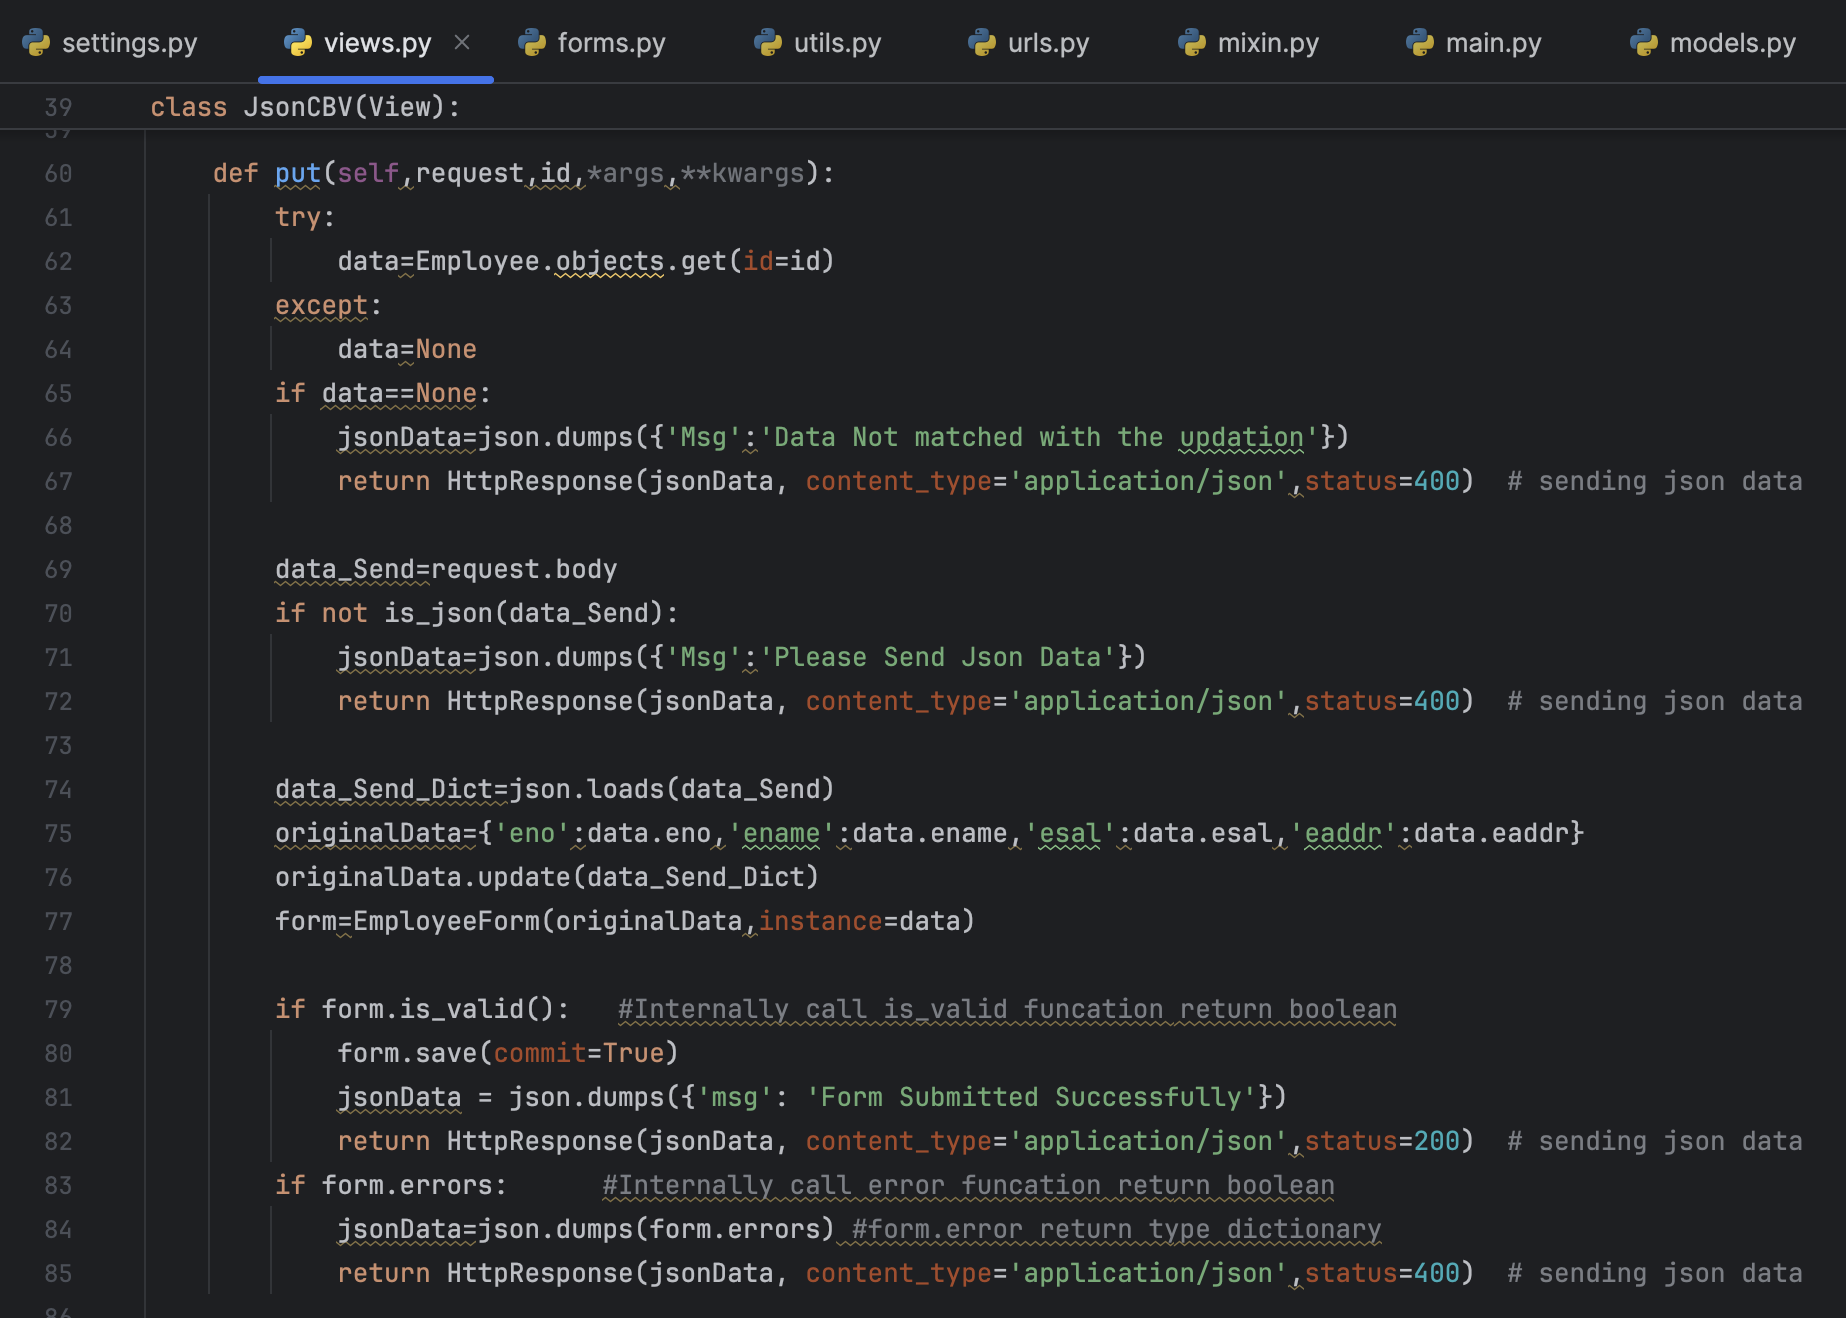 settings.py views.py × forms.py utils.py urls.py mixin.py main.py models.py
39 class JsonCBV(View):
60 def put(self,request,id,*args,**kwargs):
61 try:
62 data=Employee.objects.get(id=id)
63 except:
64 data=None
65 if data==None:
66 jsonData=json.dumps({'Msg':'Data Not matched with the updation'})
67 return HttpResponse(jsonData, content_type='application/json',status=400)  # sending json data
68
69 data_Send=request.body
70 if not is_json(data_Send):
71 jsonData=json.dumps({'Msg':'Please Send Json Data'})
72 return HttpResponse(jsonData, content_type='application/json',status=400)  # sending json data
73
74 data_Send_Dict=json.loads(data_Send)
75 originalData={'eno':data.eno,'ename':data.ename,'esal':data.esal,'eaddr':data.eaddr}
76 originalData.update(data_Send_Dict)
77 form=EmployeeForm(originalData,instance=data)
78
79 if form.is_valid():   #Internally call is_valid funcation return boolean
80 form.save(commit=True)
81 jsonData = json.dumps({'msg': 'Form Submitted Successfully'})
82 return HttpResponse(jsonData, content_type='application/json',status=200)  # sending json data
83 if form.errors:      #Internally call error funcation return boolean
84 jsonData=json.dumps(form.errors) #form.error return type dictionary
85 return HttpResponse(jsonData, content_type='application/json',status=400)  # sending json data